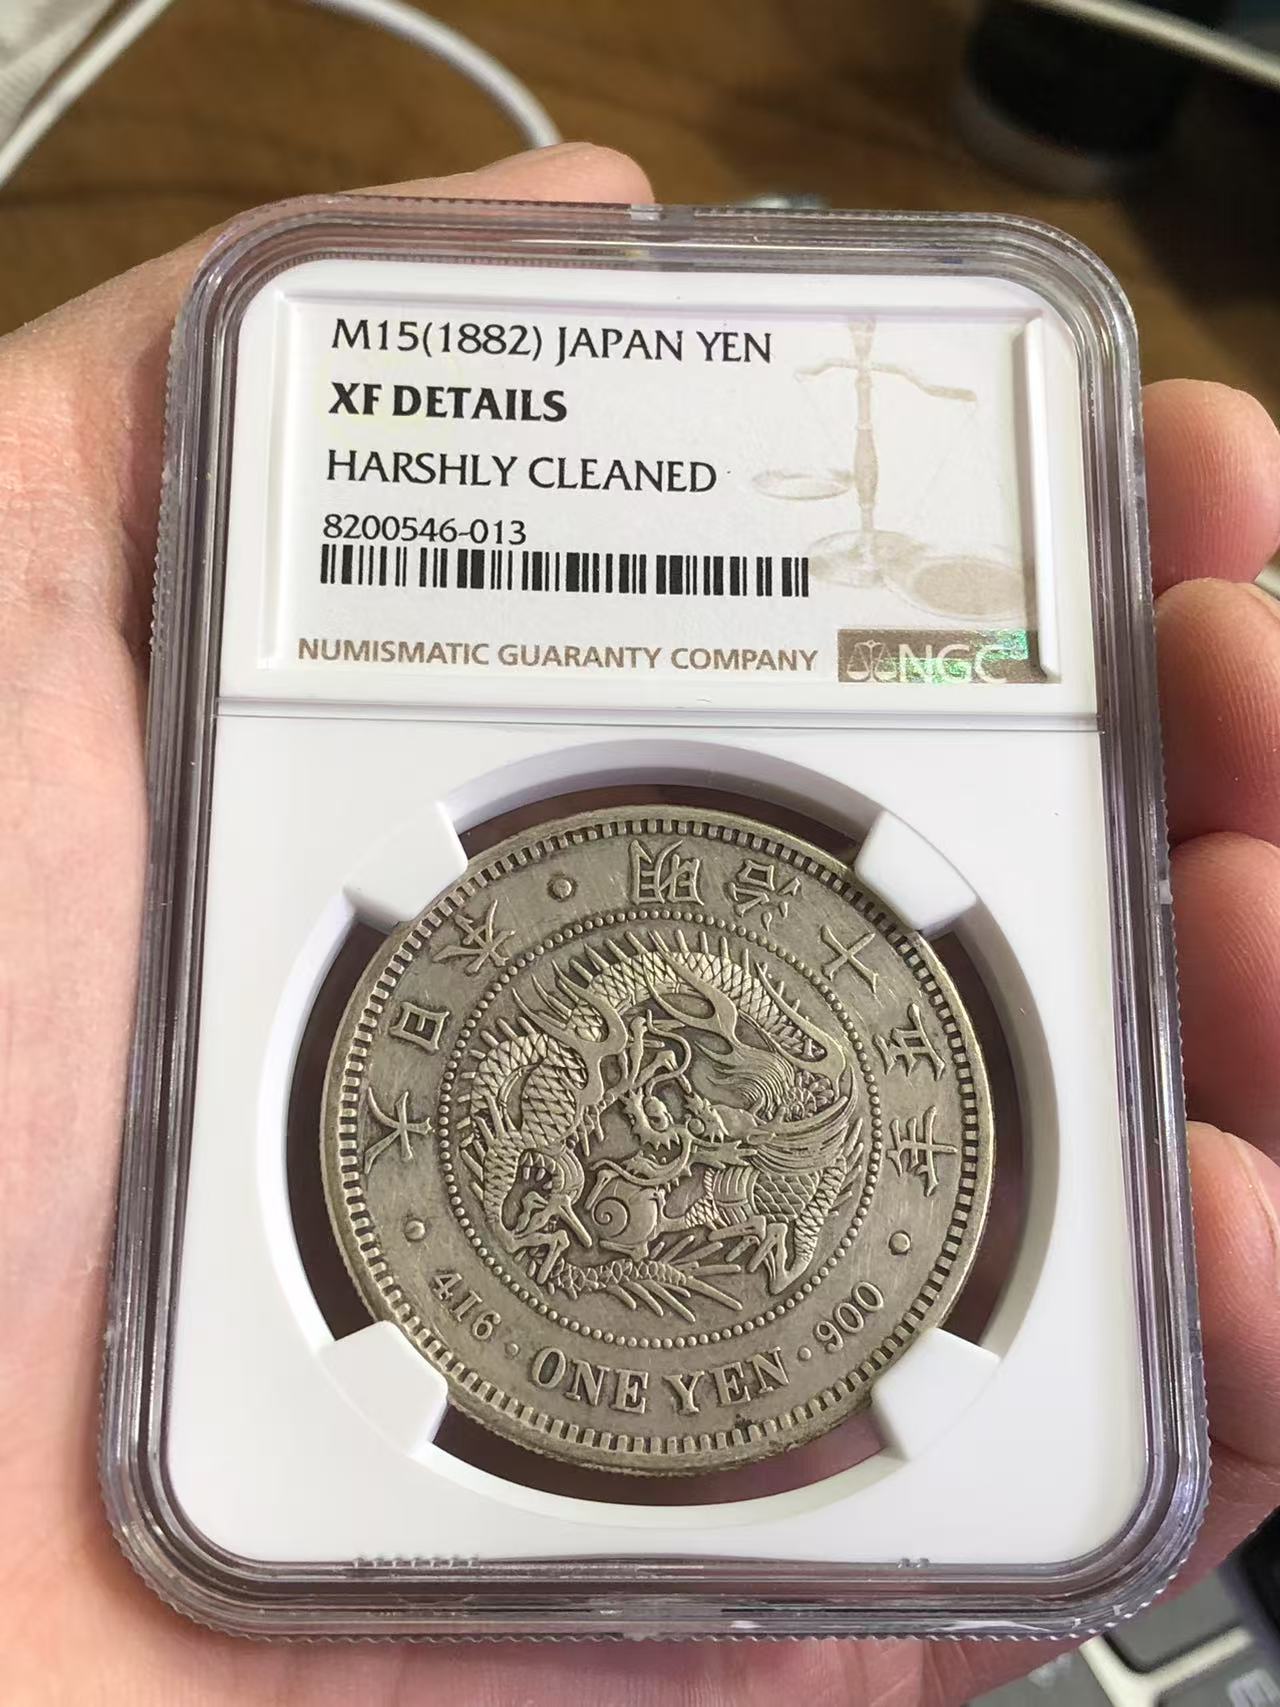 M15(1882) JAPAN YEN
XF DETAILS
HARSHLY CLEANED
8200546-013
NUMISMATIC GUARANTY COMPANY
NGC
大日本 · 明治十五年
416 · ONE YEN · 900